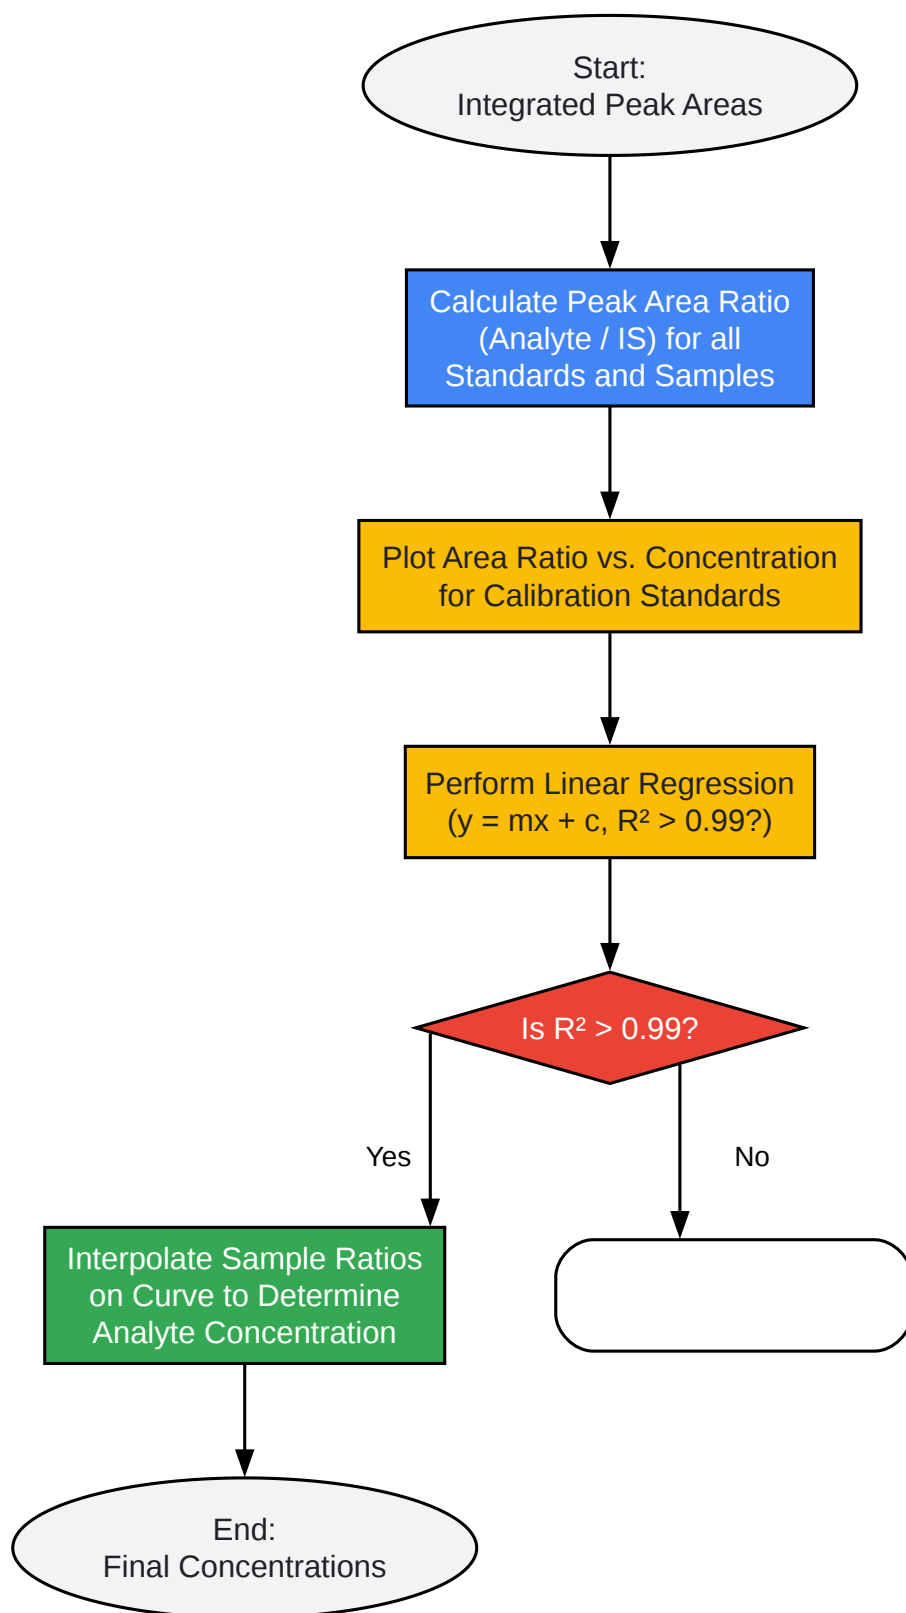 Start:
Integrated Peak Areas
Calculate Peak Area Ratio
(Analyte / IS) for all
Standards and Samples
Plot Area Ratio vs. Concentration
for Calibration Standards
Perform Linear Regression
(y = mx + c, R² > 0.99?)
Is R² > 0.99?
Yes
No
Interpolate Sample Ratios
on Curve to Determine
Analyte Concentration
End:
Final Concentrations